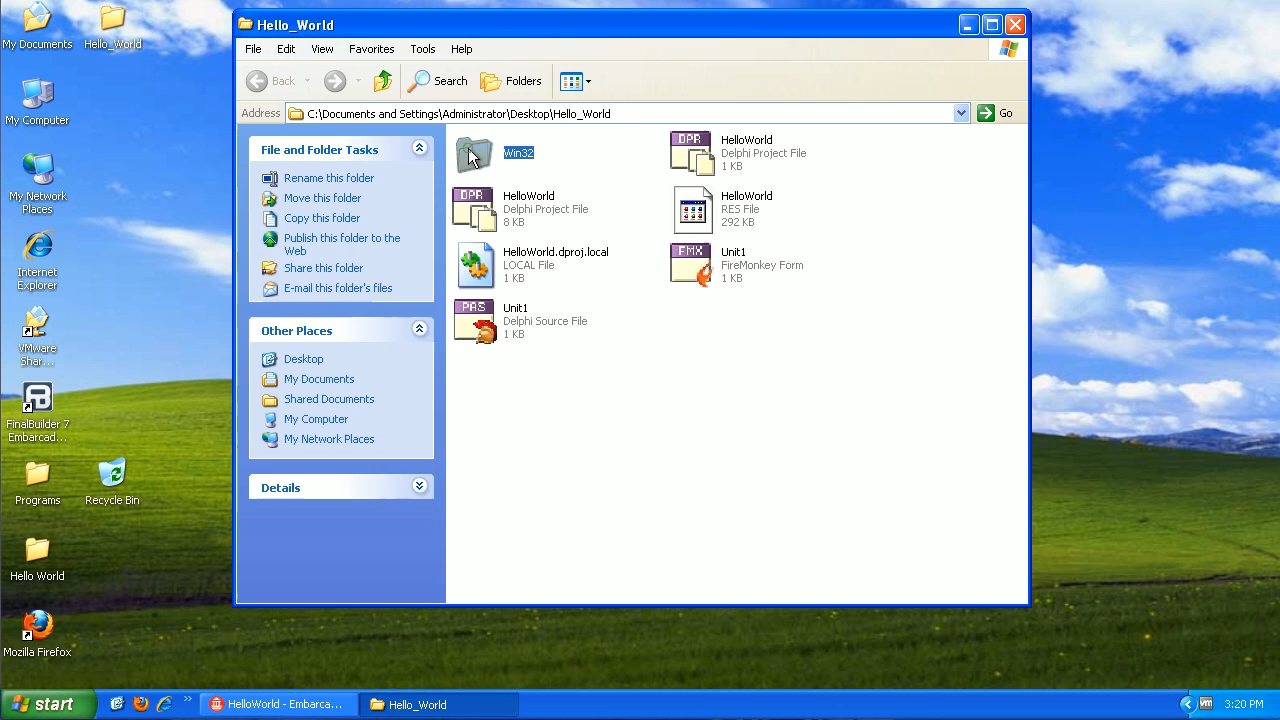 My Documents
Hello_World
My Computer
My Network
Places
Internet
Explorer
VMware
Shar...
FinalBuilder 7
Embarcad...
Programs
Recycle Bin
Hello World
Mozilla Firefox
Hello_World
File Edit View Favorites Tools Help
Back Search Folders
Address C:\Documents and Settings\Administrator\Desktop\Hello_World Go
File and Folder Tasks
Rename this folder
Move this folder
Copy this folder
Publish this folder to the
Web
Share this folder
E-mail this folder's files
Other Places
Desktop
My Documents
Shared Documents
My Computer
My Network Places
Details
Win32
DPR
HelloWorld
Delphi Project File
1 KB
DPR
HelloWorld
Delphi Project File
8 KB
HelloWorld
RES File
292 KB
HelloWorld.dproj.local
LOCAL File
1 KB
FMX
Unit1
FireMonkey Form
1 KB
PAS
Unit1
Delphi Source File
1 KB
start
HelloWorld - Embarca...
Hello_World
vm
3:20 PM